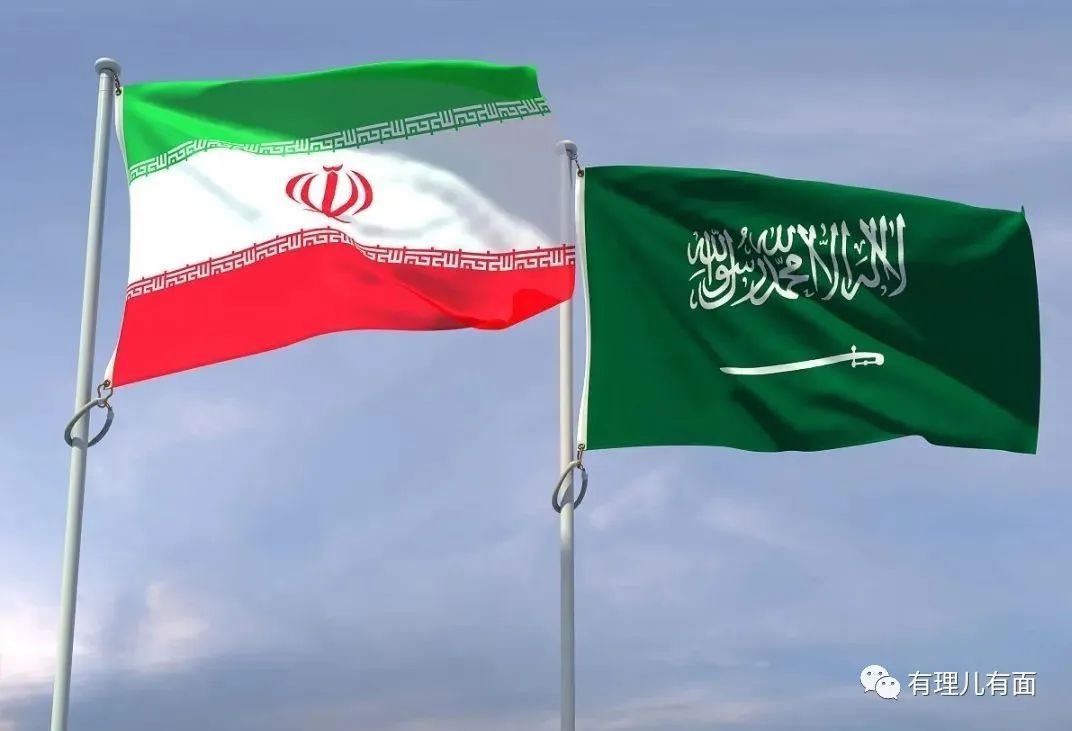 لا إله إلا الله محمد رسول الله
有理儿有面